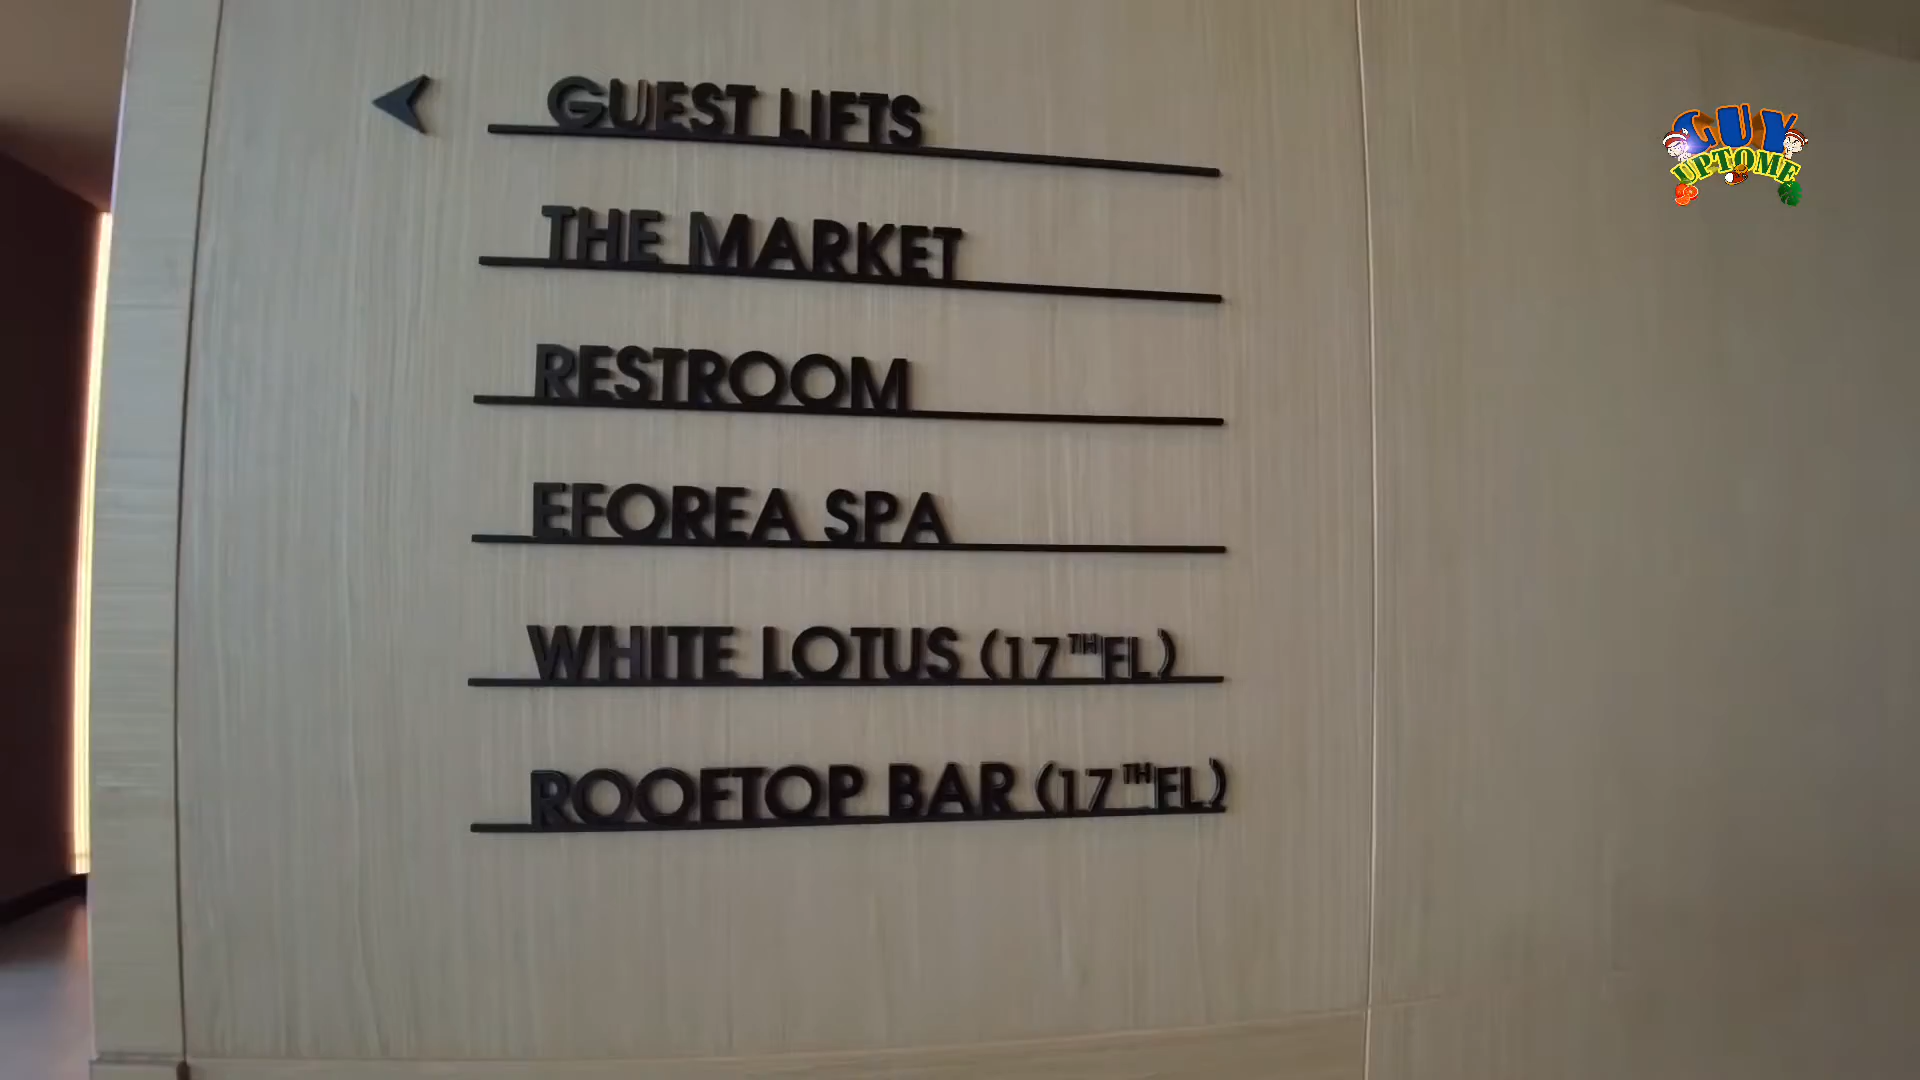 GUEST LIFTS
THE MARKET
RESTROOM
EFOREA SPA
WHITE LOTUS (17TH FL)
ROOFTOP BAR (17TH FL)
GUY
UPTOME